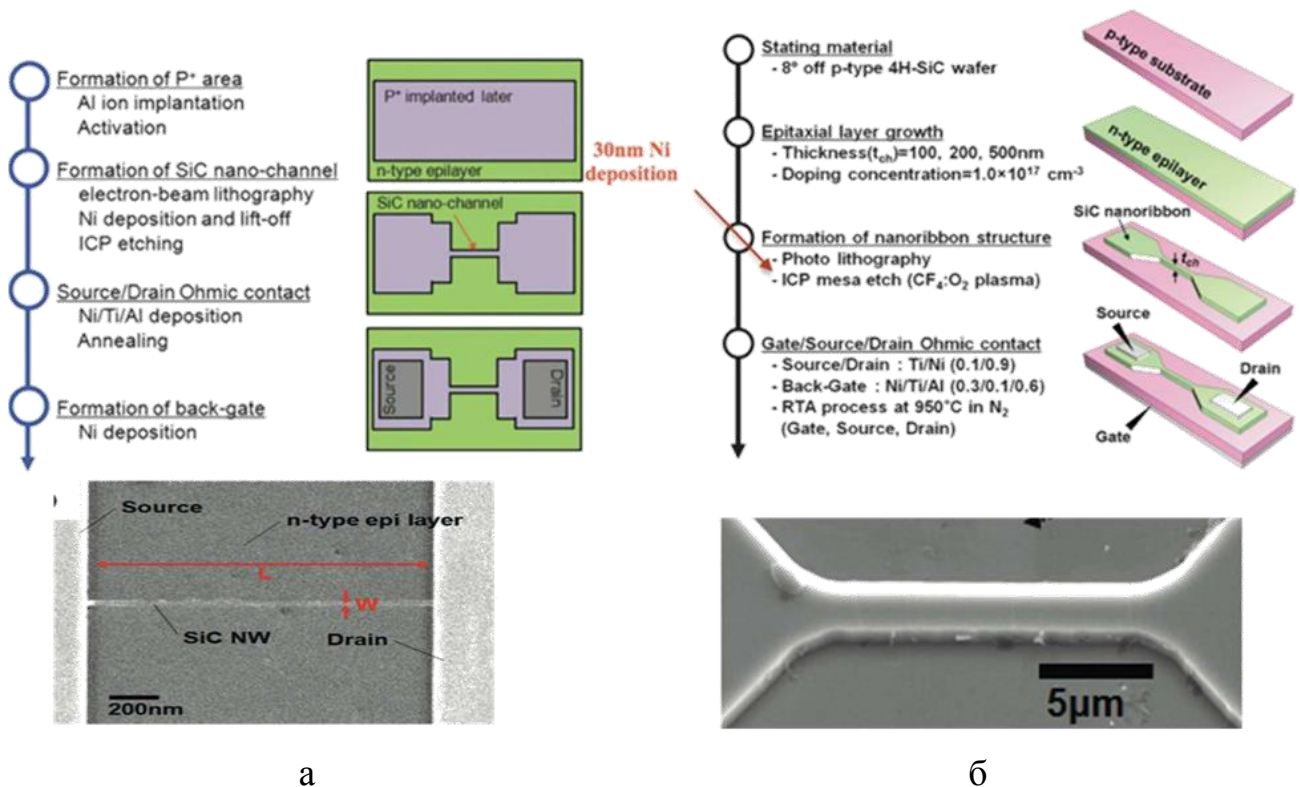 Formation of P⁺ area
Al ion implantation
Activation
Formation of SiC nano-channel
electron-beam lithography
Ni deposition and lift-off
ICP etching
Source/Drain Ohmic contact
Ni/Ti/Al deposition
Annealing
Formation of back-gate
Ni deposition
P⁺ implanted later
n-type epilayer
SiC nano-channel
Source
Drain
30nm Ni
deposition
Stating material
- 8° off p-type 4H-SiC wafer
Epitaxial layer growth
- Thickness(t_ch)=100, 200, 500nm
- Doping concentration=1.0×10¹⁷ cm⁻³
Formation of nanoribbon structure
- Photo lithography
- ICP mesa etch (CF₄:O₂ plasma)
Gate/Source/Drain Ohmic contact
- Source/Drain : Ti/Ni (0.1/0.9)
- Back-Gate : Ni/Ti/Al (0.3/0.1/0.6)
- RTA process at 950°C in N₂
(Gate, Source, Drain)
p-type substrate
n-type epilayer
SiC nanoribbon
t_ch
Source
Drain
Gate
Source
n-type epi layer
L
W
SiC NW
Drain
200nm
5µm
а
б